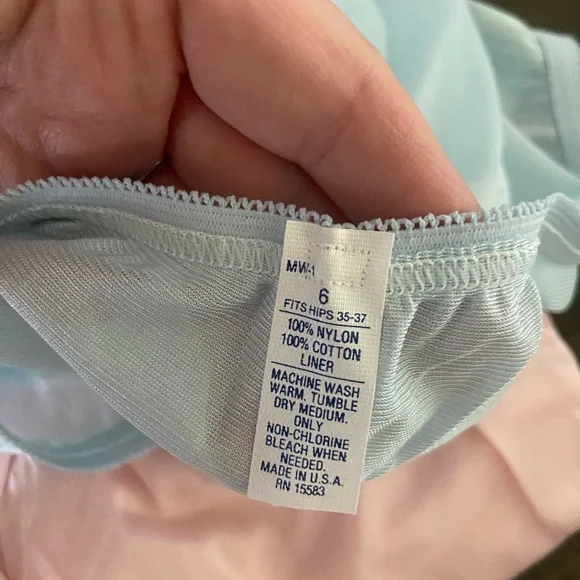 MW-1
6
FITS HIPS 35-37
100% NYLON
100% COTTON
LINER
MACHINE WASH
WARM. TUMBLE
DRY MEDIUM.
ONLY
NON-CHLORINE
BLEACH WHEN
NEEDED.
MADE IN U.S.A.
RN 15583